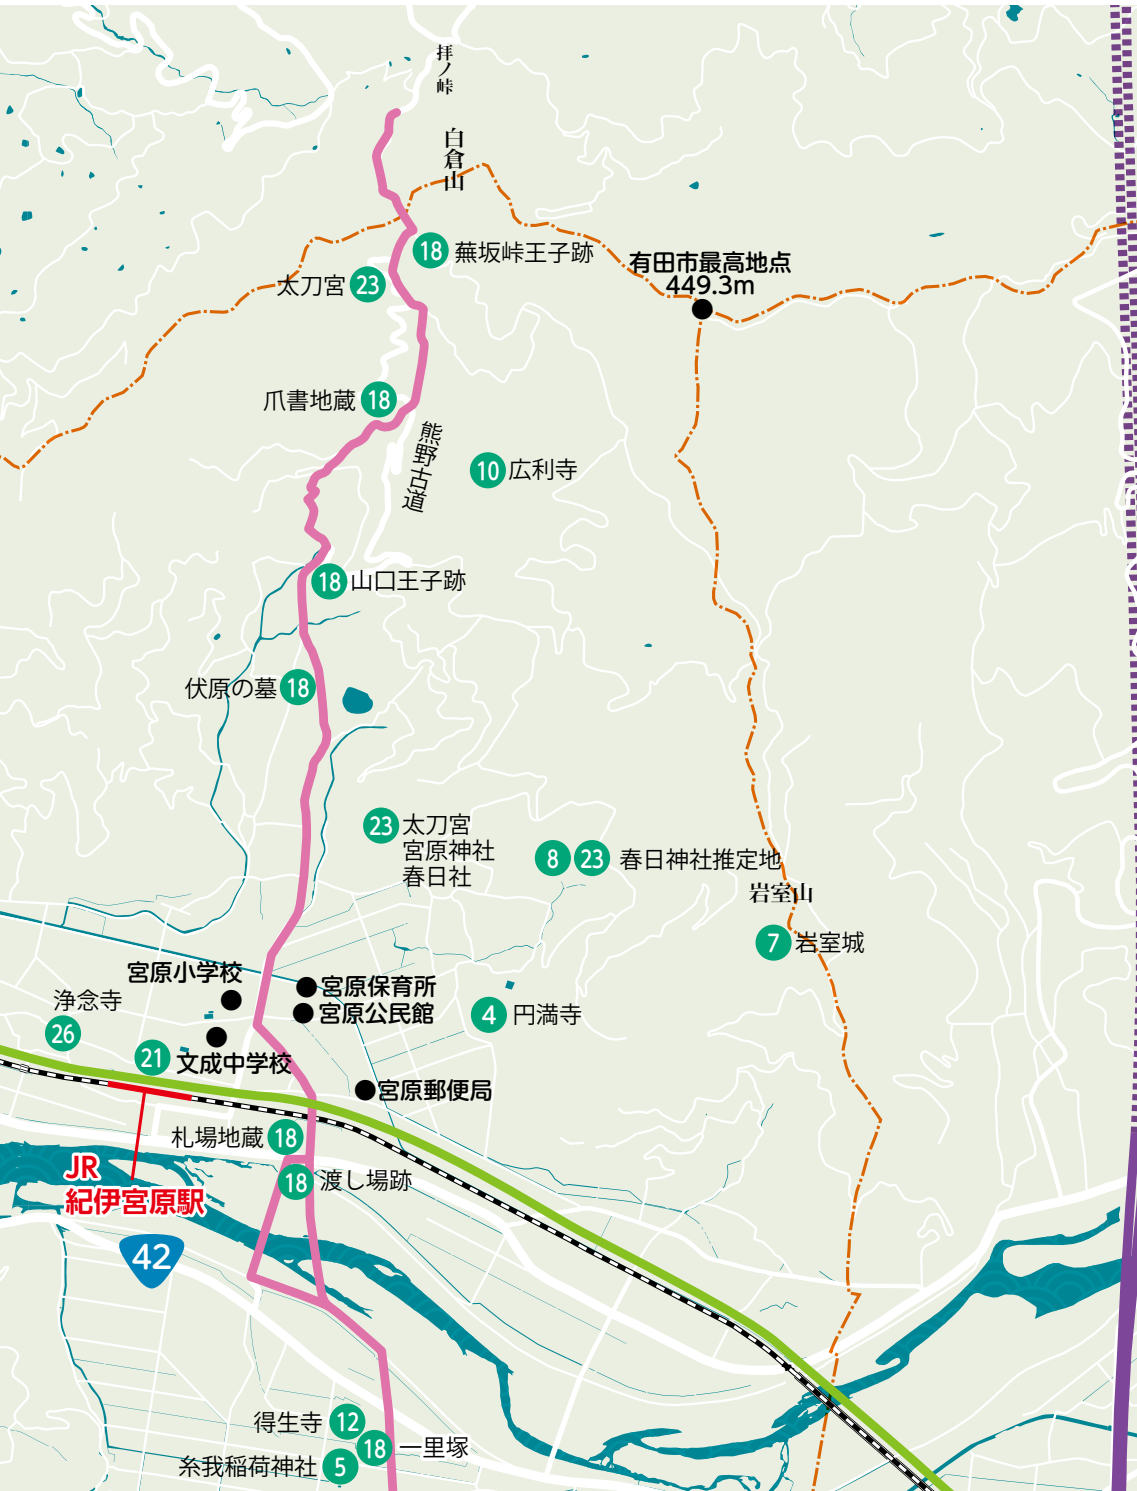 拝ノ峠
白倉山
18 蕪坂峠王子跡
太刀宮 23
有田市最高地点
449.3m
爪書地蔵 18
熊野古道
10 広利寺
18 山口王子跡
伏原の墓 18
23 太刀宮
宮原神社
春日社
8 23 春日神社推定地
岩室山
7 岩室城
宮原小学校
宮原保育所
宮原公民館
浄念寺
26
4 円満寺
21 文成中学校
宮原郵便局
札場地蔵 18
JR
紀伊宮原駅
18 渡し場跡
42
得生寺 12
18 一里塚
糸我稲荷神社 5